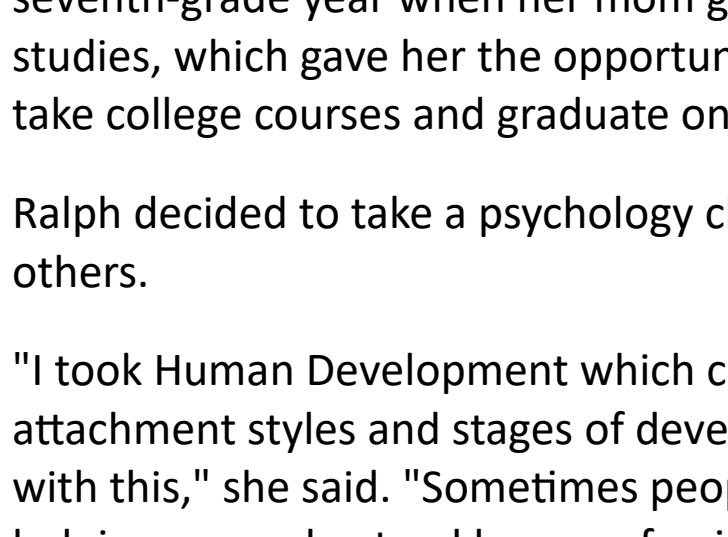 seventh-grade year when her mom
studies, which gave her the
take college courses and graduate
Ralph decided to take a psychology
others.
"I took Human Development which
attachment styles and stages of
with this," she said. "Sometimes